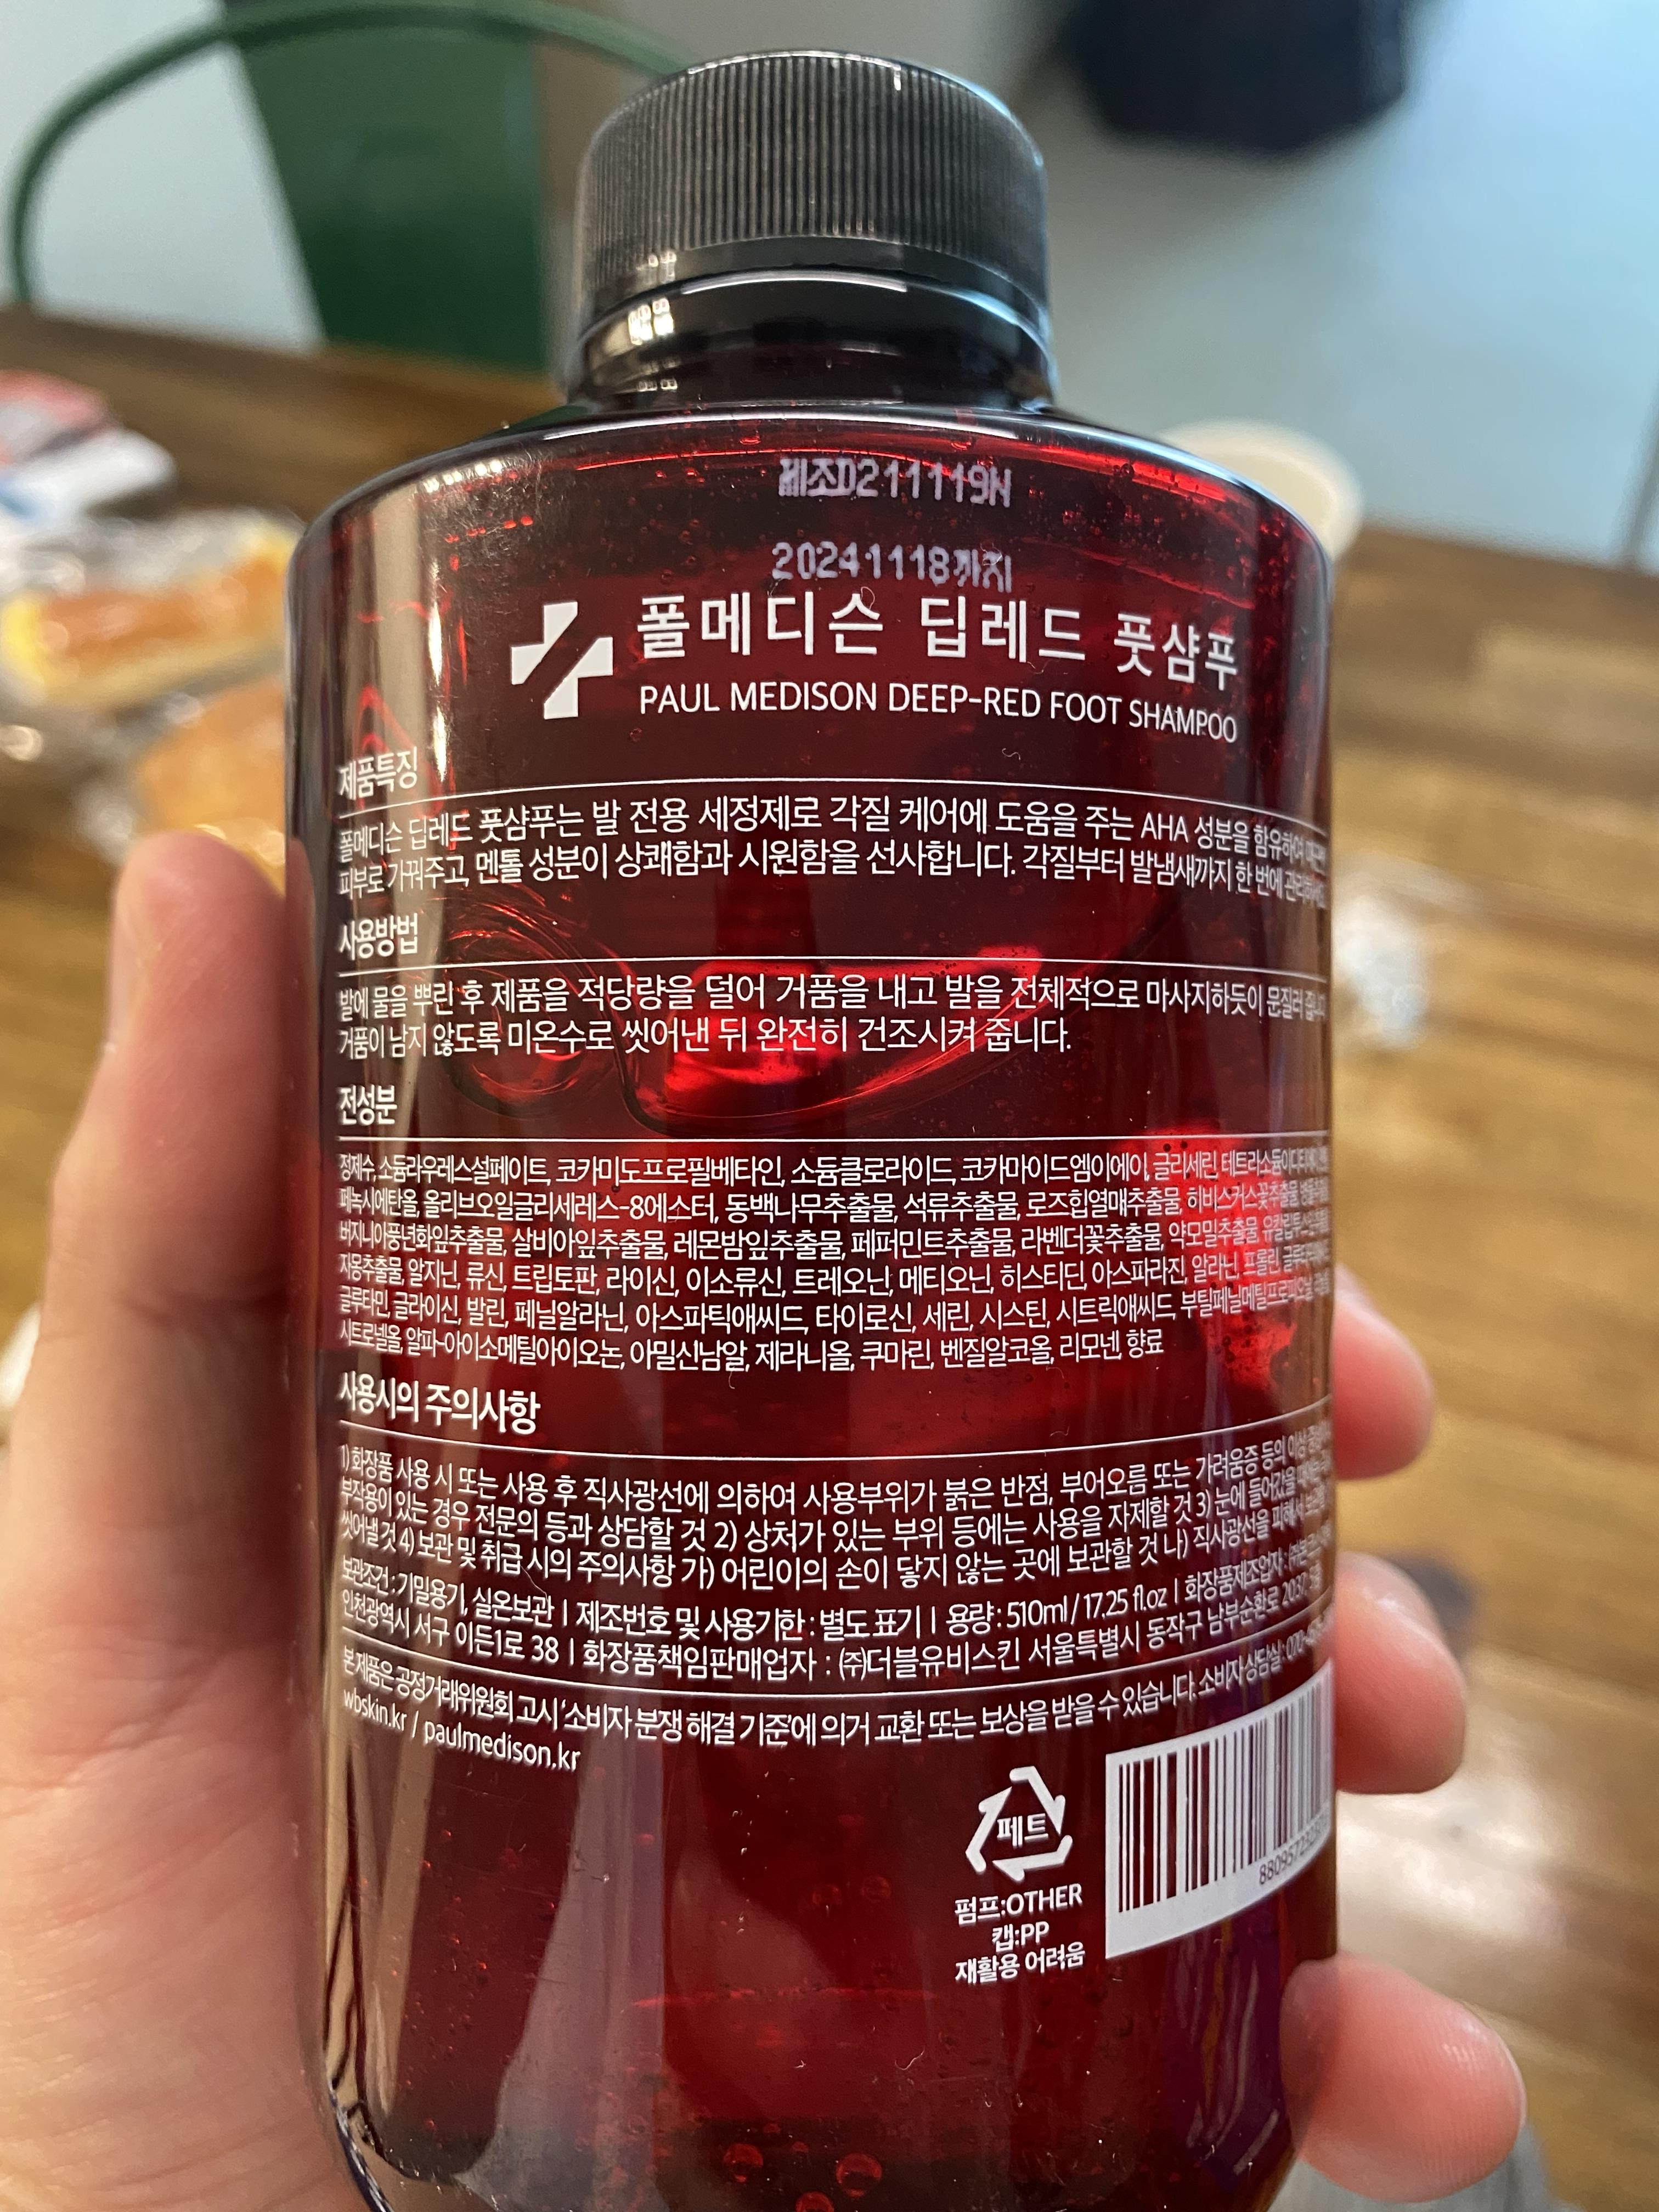 제조D211119N
20241118까지
폴메디슨 딥레드 풋샴푸
PAUL MEDISON DEEP-RED FOOT SHAMPOO
제품특징
폴메디슨 딥레드 풋샴푸는 발 전용 세정제로 각질 케어에 도움을 주는 AHA 성분을 함유하여
피부로 가꿔주고, 멘톨 성분이 상쾌함과 시원함을 선사합니다. 각질부터 발냄새까지 한 번에 관리하세요.
사용방법
발에 물을 뿌린 후 제품을 적당량을 덜어 거품을 내고 발을 전체적으로 마사지하듯이 문질러 줍니다.
거품이 남지 않도록 미온수로 씻어낸 뒤 완전히 건조시켜 줍니다.
전성분
정제수, 소듐라우레스설페이트, 코카미도프로필베타인, 소듐클로라이드, 코카마이드엠이에이, 글리세린, 테트라소듐이디티에이,
페녹시에탄올, 올리브오일글리세레스-8에스터, 동백나무추출물, 석류추출물, 로즈힙열매추출물, 히비스커스꽃추출물,
버지니아풍년화잎추출물, 살비아잎추출물, 레몬밤잎추출물, 페퍼민트추출물, 라벤더꽃추출물, 약모밀추출물,
자몽추출물, 알지닌, 류신, 트립토판, 라이신, 이소류신, 트레오닌, 메티오닌, 히스티딘, 아스파라진, 알라닌, 프롤린,
글루타민, 글라이신, 발린, 페닐알라닌, 아스파틱애씨드, 타이로신, 세린, 시스틴, 시트릭애씨드, 부틸페닐메틸프로피오날,
시트로넬올, 알파-아이소메틸아이오논, 아밀신남알, 제라니올, 쿠마린, 벤질알코올, 리모넨, 향료
사용시의 주의사항
1) 화장품 사용 시 또는 사용 후 직사광선에 의하여 사용부위가 붉은 반점, 부어오름 또는 가려움증 등의 이상
부작용이 있는 경우 전문의 등과 상담할 것 2) 상처가 있는 부위 등에는 사용을 자제할 것 3) 눈에 들어갔을
씻어낼 것 4) 보관 및 취급 시의 주의사항 가) 어린이의 손이 닿지 않는 곳에 보관할 것 나) 직사광선을 피해서
보관조건 : 기밀용기, 실온보관 | 제조번호 및 사용기한 : 별도 표기 | 용량 : 510ml / 17.25 fl.oz | 화장품제조업자 :
인천광역시 서구 이든1로 38 | 화장품책임판매업자 : ㈜더블유비스킨 서울특별시 동작구 남부순환로
본 제품은 공정거래위원회 고시 '소비자 분쟁 해결 기준'에 의거 교환 또는 보상을 받을 수 있습니다. 소비자 상담실 :
wbskin.kr / paulmedison.kr
페트
펌프:OTHER
캡:PP
재활용 어려움